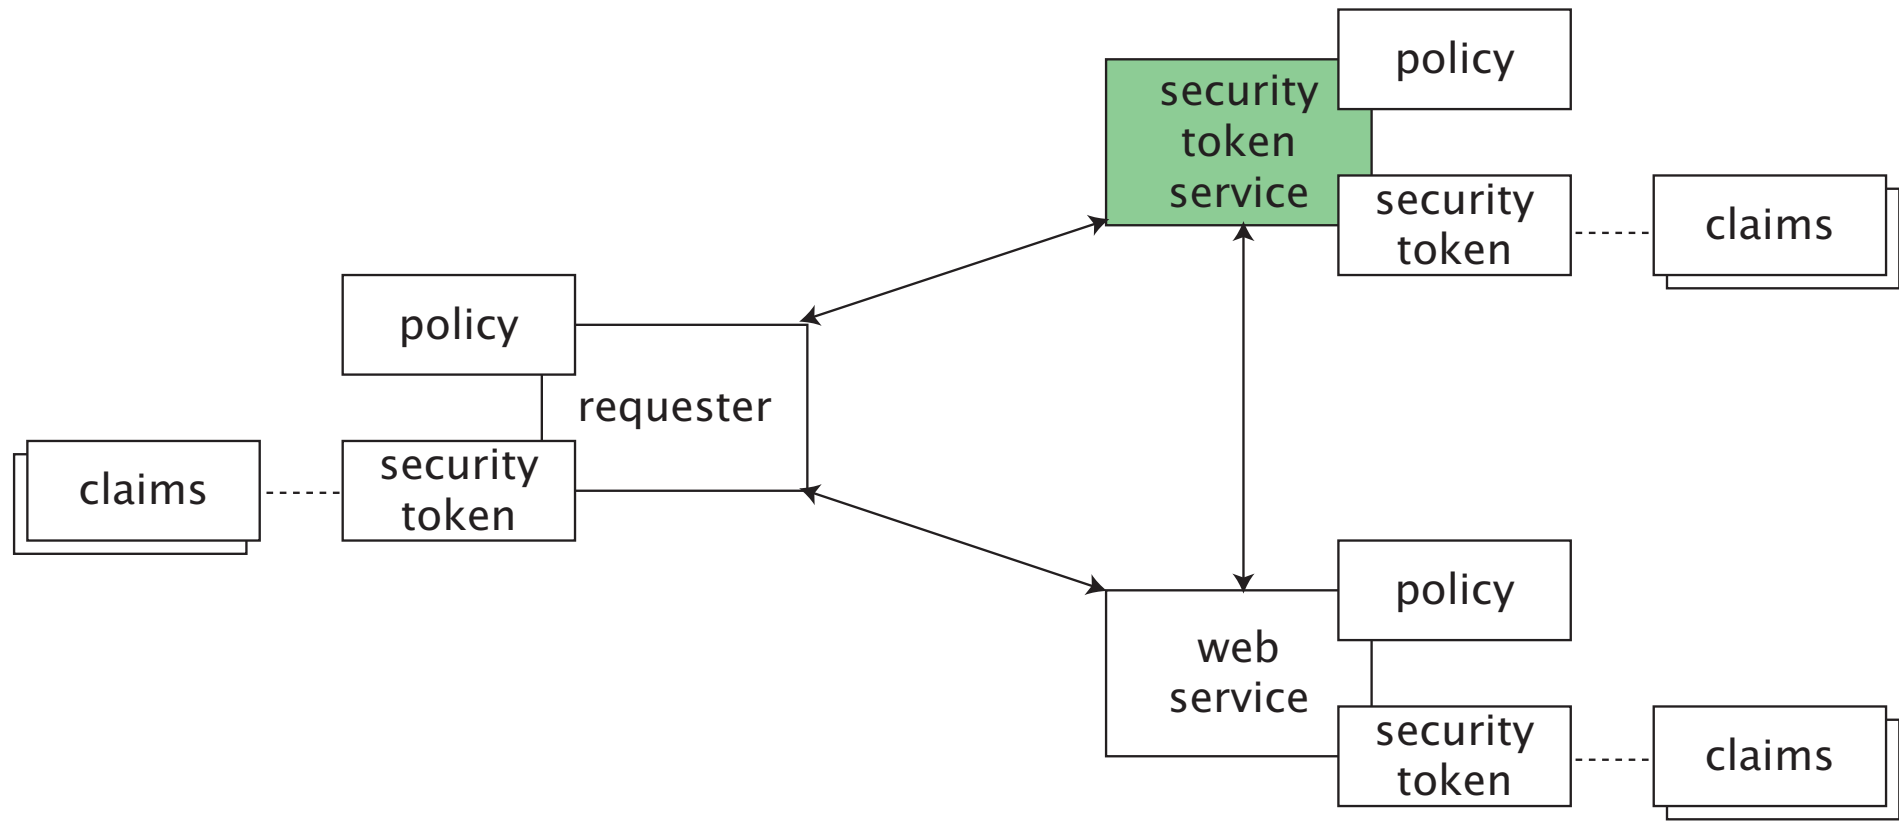 policy
security
token
service
security
token
claims
policy
requester
claims
security
token
policy
web
service
security
token
claims